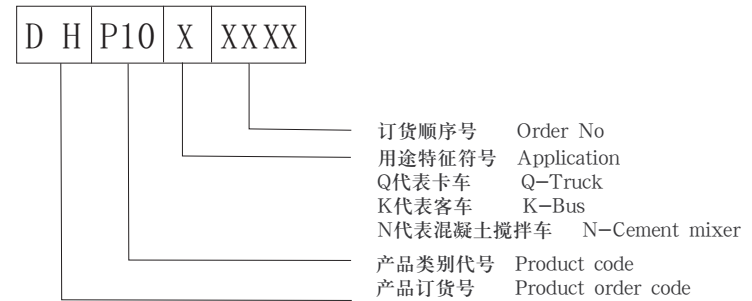 D H P10 X XXXX
订货顺序号 Order No
用途特征符号 Application
Q代表卡车 Q-Truck
K代表客车 K-Bus
N代表混凝土搅拌车 N-Cement mixer
产品类别代号 Product code
产品订货号 Product order code